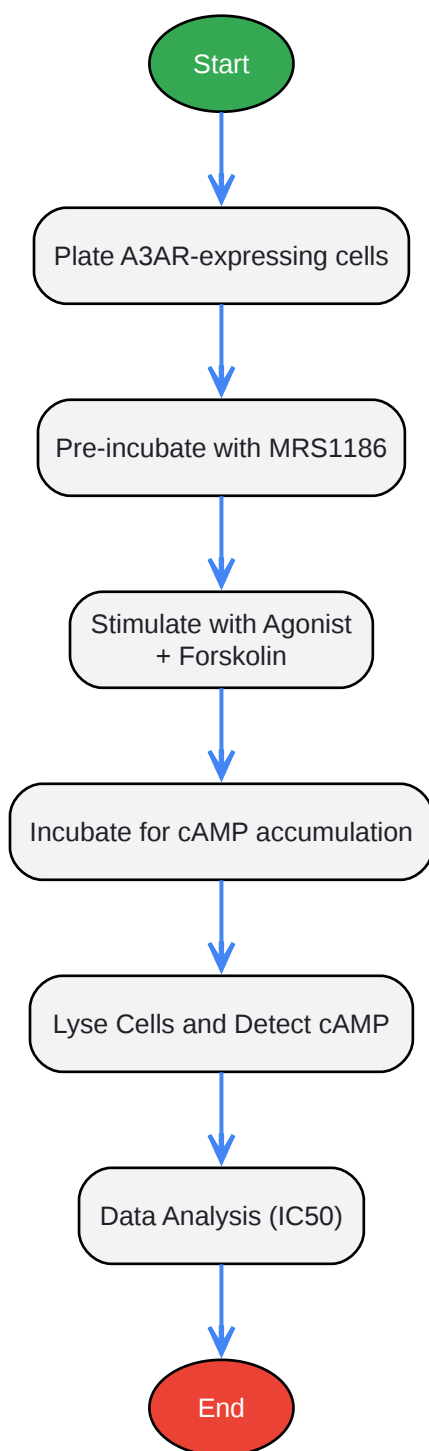 Start
Plate A3AR-expressing cells
Pre-incubate with MRS1186
Stimulate with Agonist
+ Forskolin
Incubate for cAMP accumulation
Lyse Cells and Detect cAMP
Data Analysis (IC50)
End